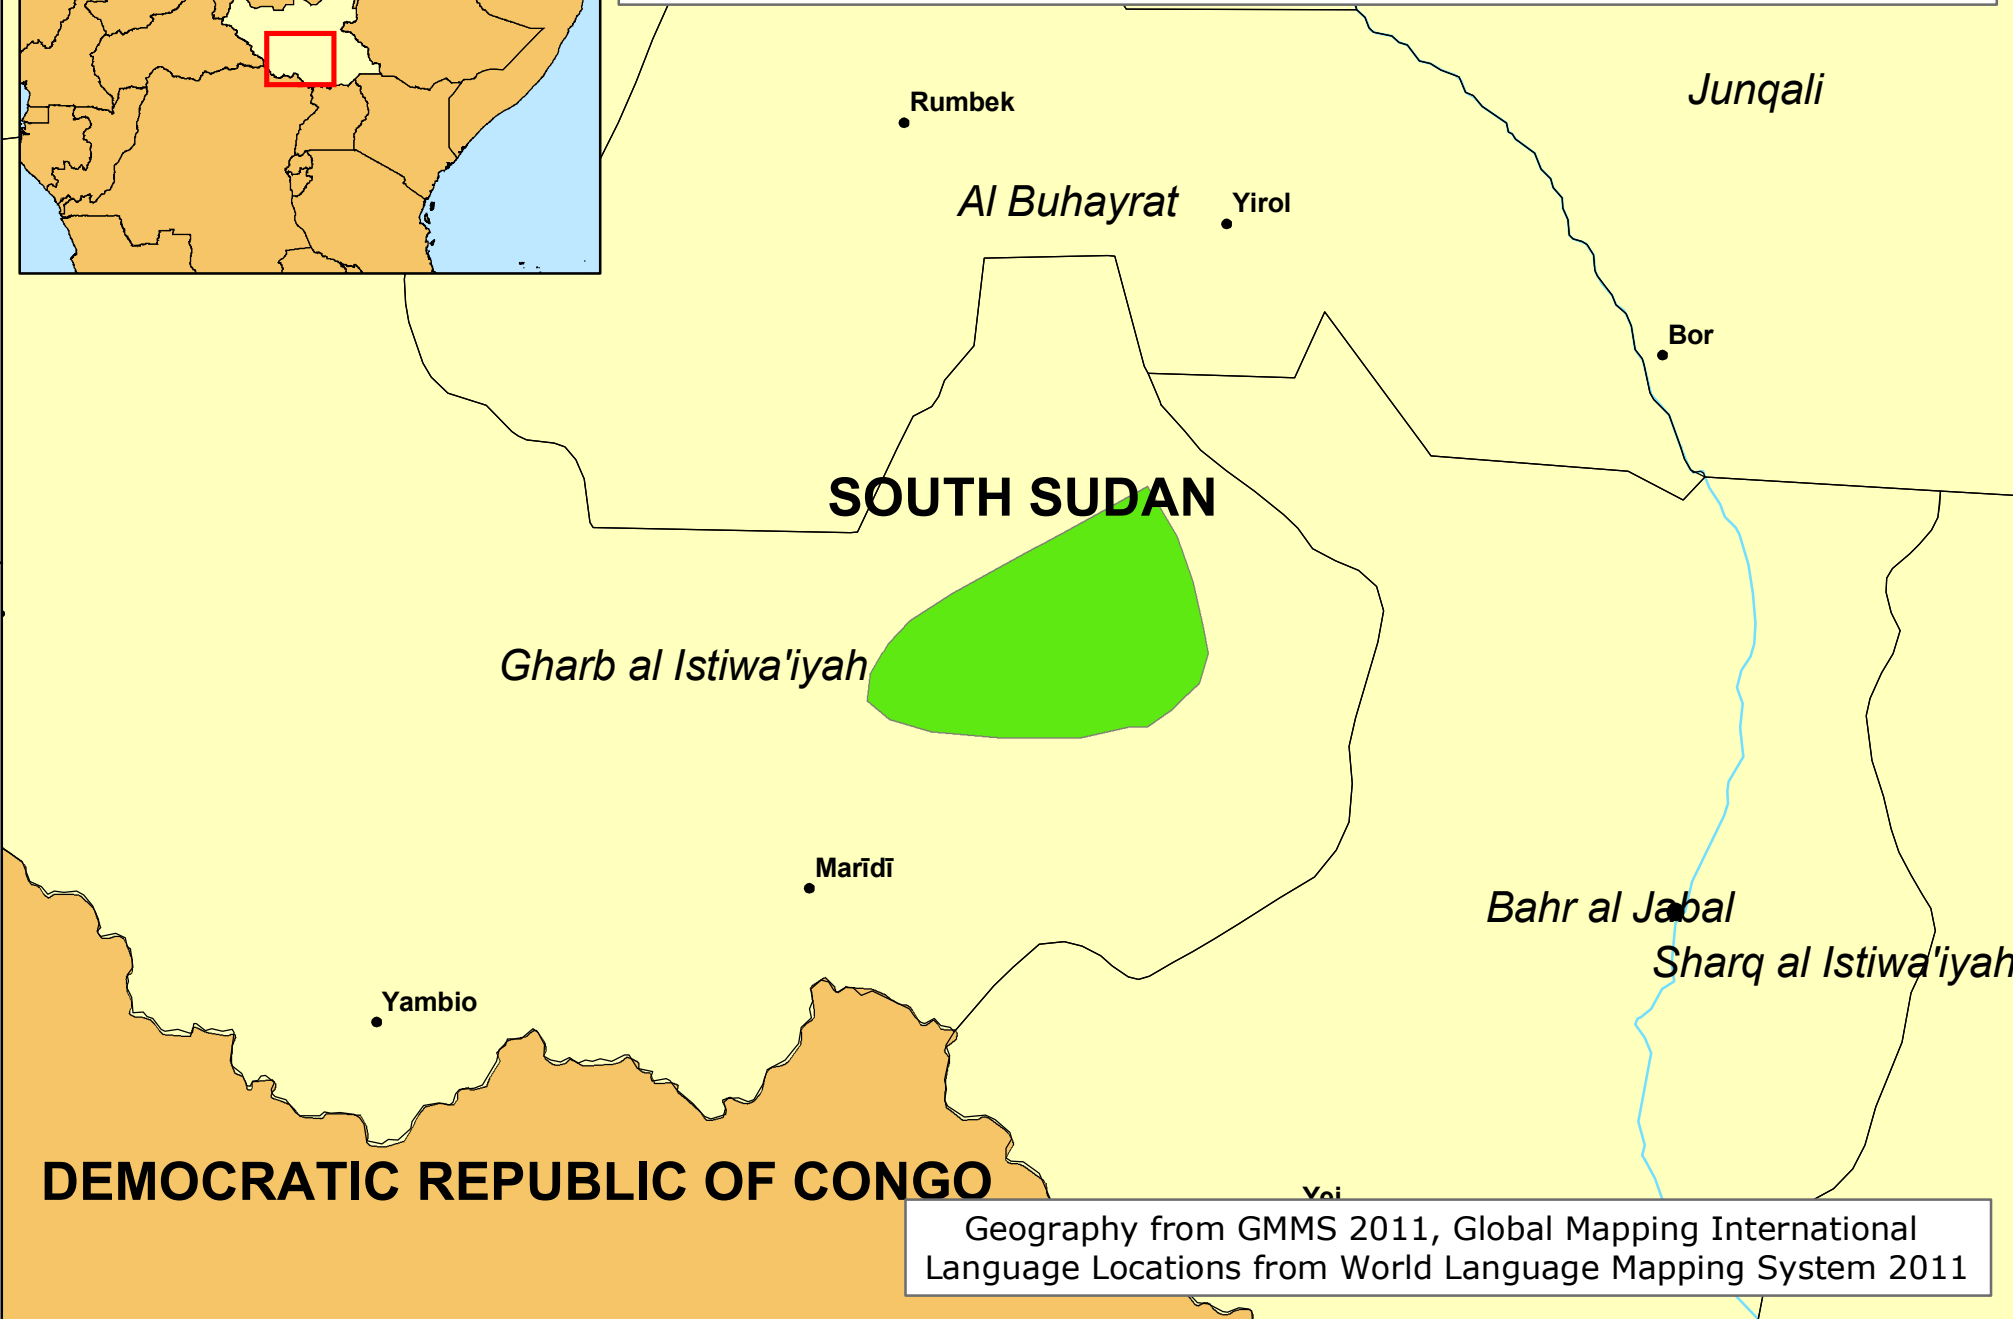 Junqali
Rumbek
Al Buhayrat
Yirol
Bor
SOUTH SUDAN
Gharb al Istiwa'iyah
Marīdī
Bahr al Jabal
Sharq al Istiwa'iyah
Yambio
DEMOCRATIC REPUBLIC OF CONGO
Yei
Geography from GMMS 2011, Global Mapping International
Language Locations from World Language Mapping System 2011